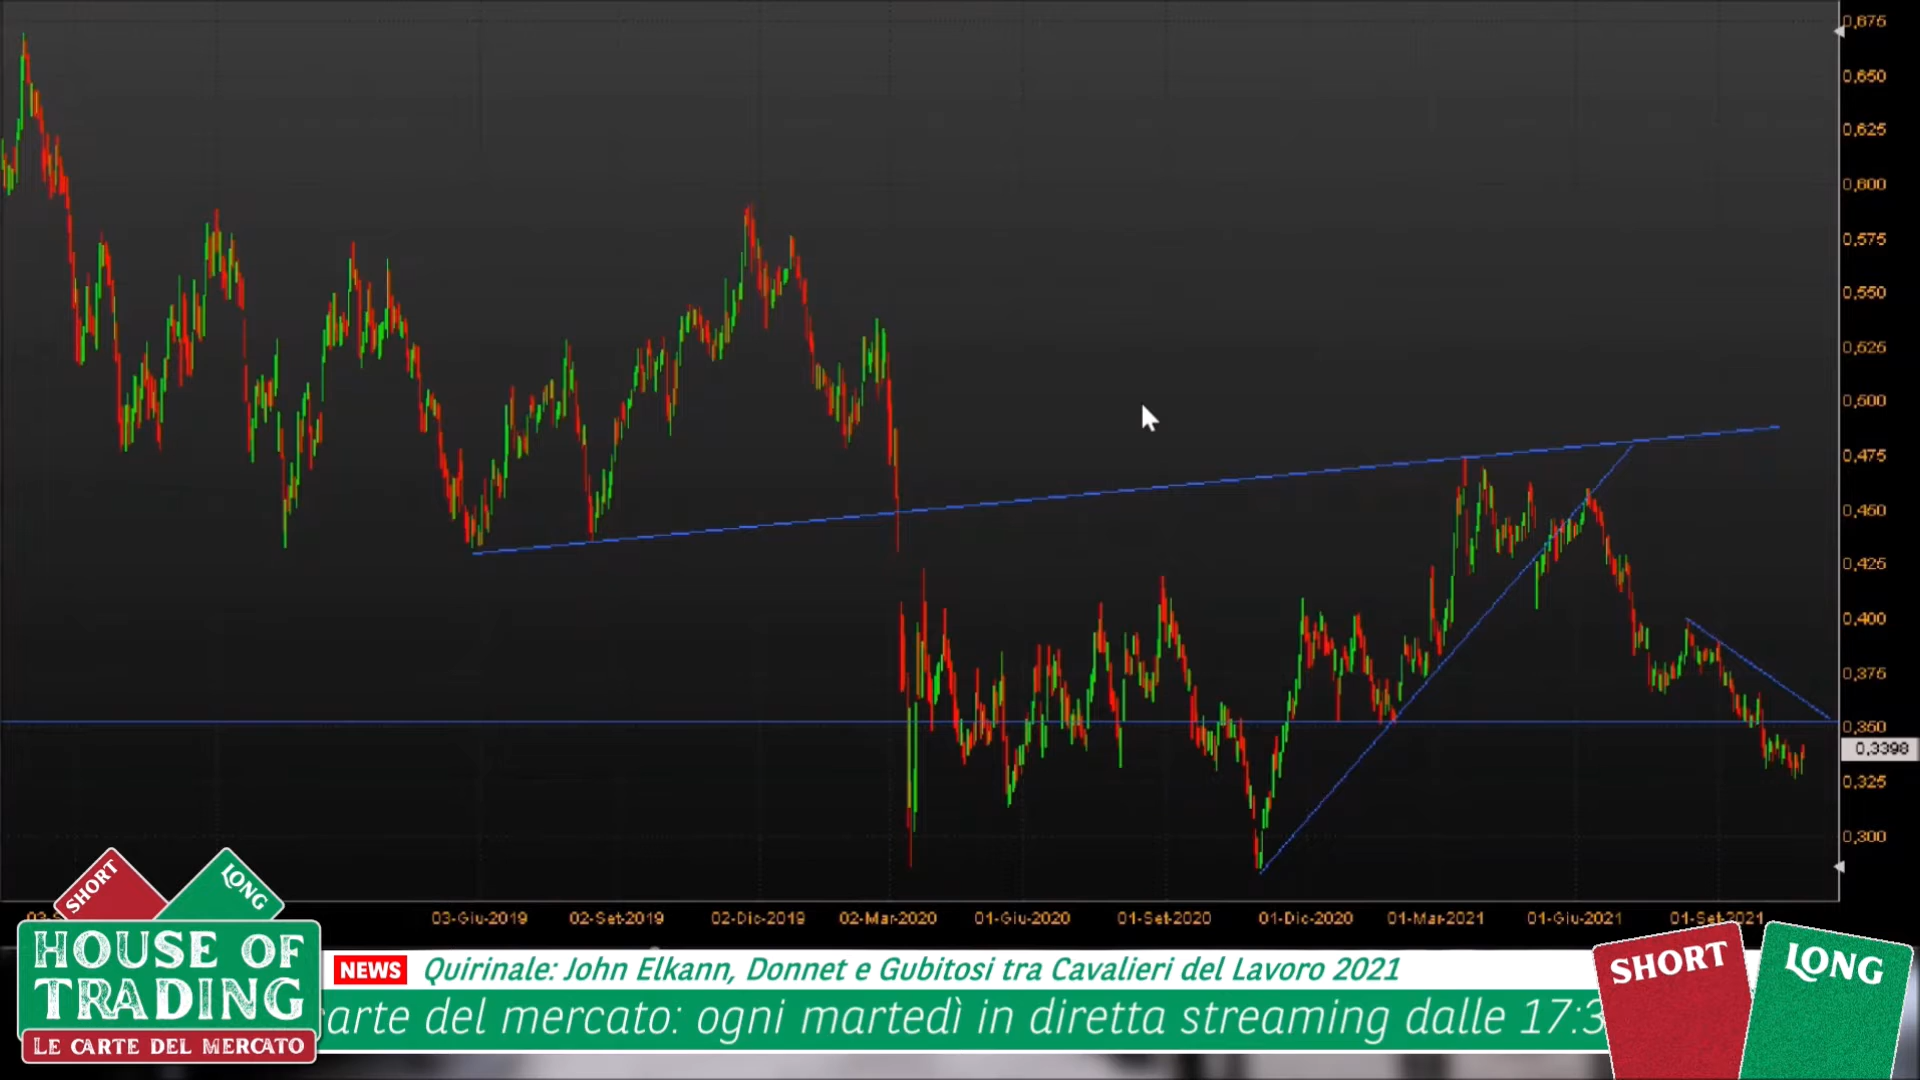 0,675
0,650
0,625
0,600
0,575
0,550
0,525
0,500
0,475
0,450
0,425
0,400
0,375
0,350
0,3398
0,325
0,300
03-Giu-2019 02-Set-2019 02-Dic-2019 02-Mar-2020 01-Giu-2020 01-Set-2020 01-Dic-2020 01-Mar-2021 01-Giu-2021 01-Set-2021
SHORT LONG
HOUSE OF
TRADING
LE CARTE DEL MERCATO
NEWS Quirinale: John Elkann, Donnet e Gubitosi tra Cavalieri del Lavoro 2021
arte del mercato: ogni martedì in diretta streaming dalle 17:3
SHORT LONG